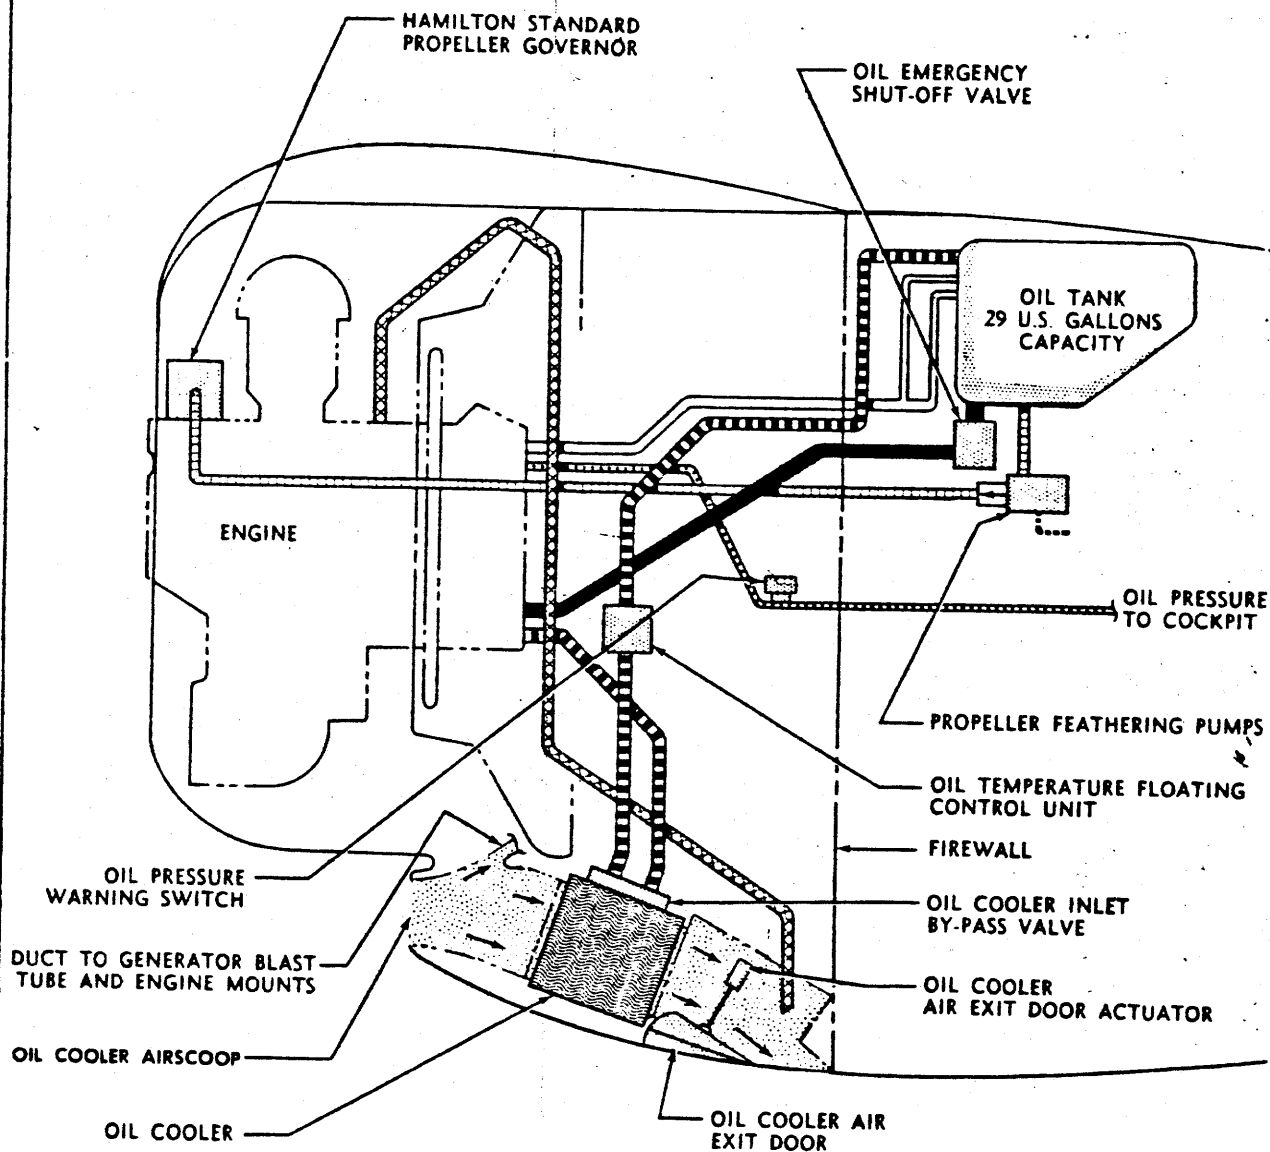 HAMILTON STANDARD
PROPELLER GOVERNOR
OIL EMERGENCY
SHUT-OFF VALVE
OIL TANK
29 U.S. GALLONS
CAPACITY
ENGINE
OIL PRESSURE
TO COCKPIT
PROPELLER FEATHERING PUMPS
OIL TEMPERATURE FLOATING
CONTROL UNIT
FIREWALL
OIL PRESSURE
WARNING SWITCH
OIL COOLER INLET
BY-PASS VALVE
DUCT TO GENERATOR BLAST
TUBE AND ENGINE MOUNTS
OIL COOLER
AIR EXIT DOOR ACTUATOR
OIL COOLER AIRSCOOP
OIL COOLER
OIL COOLER AIR
EXIT DOOR